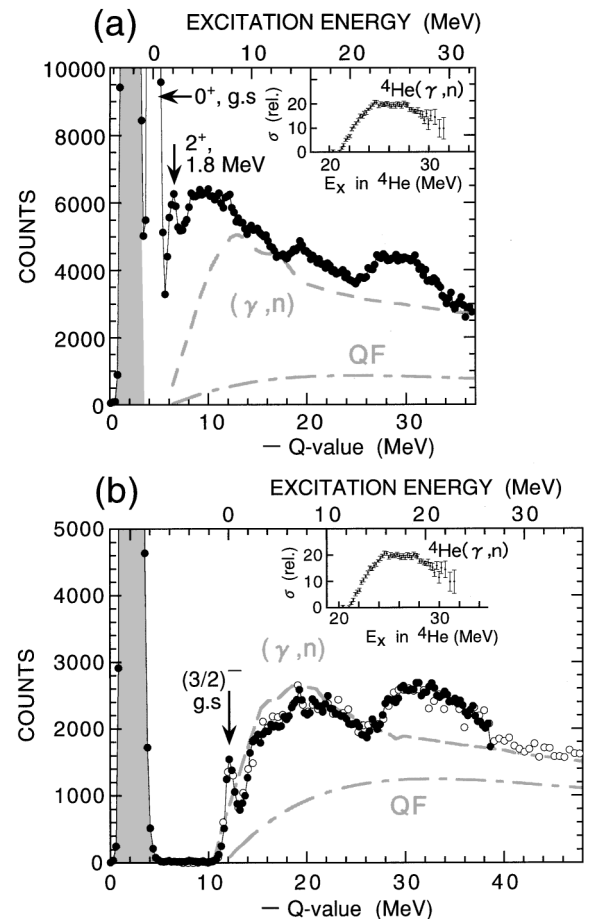 (a)
EXCITATION ENERGY (MeV)
0 10 20 30
10000
8000
6000
4000
2000
0
COUNTS
0⁺, g.s
2⁺,
1.8 MeV
⁴He(γ,n)
σ (rel.)
20
10
20 30
Eₓ in ⁴He (MeV)
(γ,n)
QF
0 10 20 30
— Q-value (MeV)
(b)
EXCITATION ENERGY (MeV)
0 10 20 30
5000
4000
3000
2000
1000
0
COUNTS
(3/2)⁻
g.s
⁴He(γ,n)
σ (rel.)
20
10
0
20 30
Eₓ in ⁴He (MeV)
(γ,n)
QF
0 10 20 30 40
— Q-value (MeV)